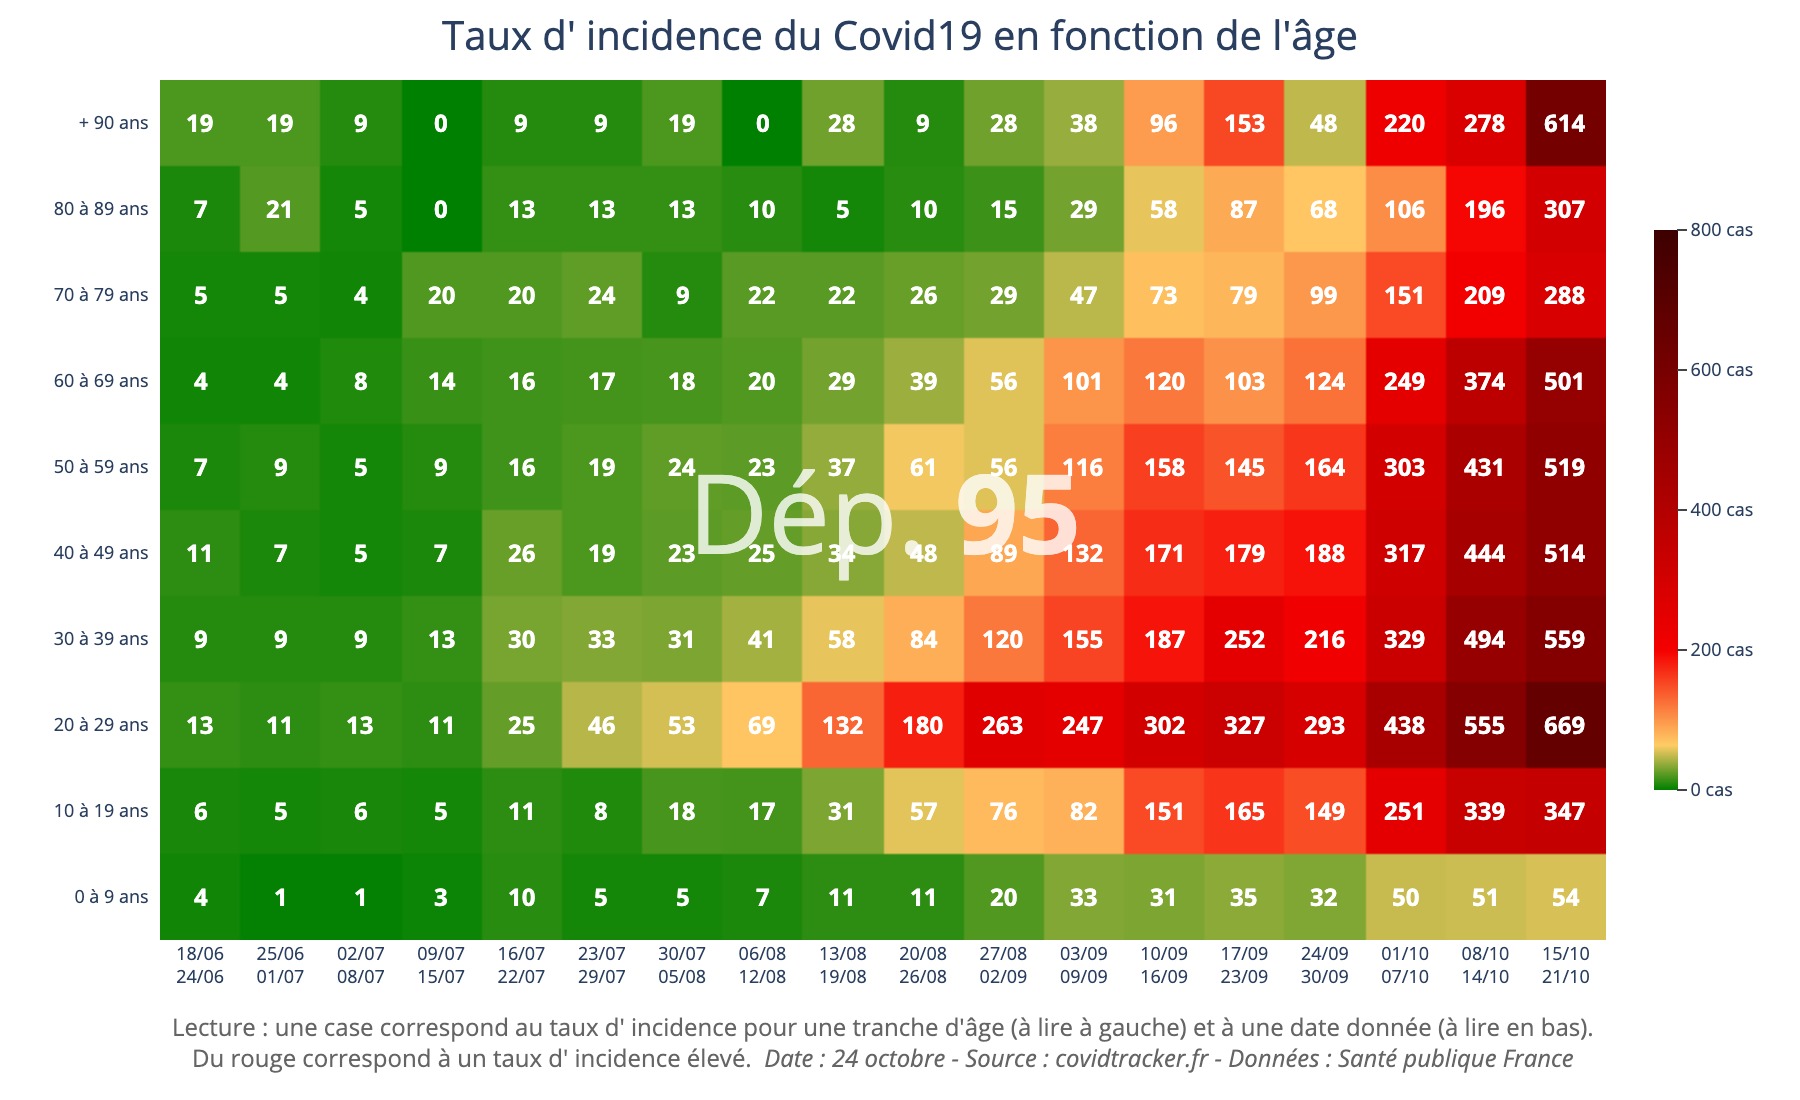 Taux d' incidence du Covid19 en fonction de l'âge
+ 90 ans 19 19 9 0 9 9 19 0 28 9 28 38 96 153 48 220 278 614
80 à 89 ans 7 21 5 0 13 13 13 10 5 10 15 29 58 87 68 106 196 307
70 à 79 ans 5 5 4 20 20 24 9 22 22 26 29 47 73 79 99 151 209 288
60 à 69 ans 4 4 8 14 16 17 18 20 29 39 56 101 120 103 124 249 374 501
50 à 59 ans 7 9 5 9 16 19 24 23 37 61 56 116 158 145 164 303 431 519
Dép. 95
40 à 49 ans 11 7 5 7 26 19 23 25 34 48 89 132 171 179 188 317 444 514
30 à 39 ans 9 9 9 13 30 33 31 41 58 84 120 155 187 252 216 329 494 559
20 à 29 ans 13 11 13 11 25 46 53 69 132 180 263 247 302 327 293 438 555 669
10 à 19 ans 6 5 6 5 11 8 18 17 31 57 76 82 151 165 149 251 339 347
0 à 9 ans 4 1 1 3 10 5 5 7 11 11 20 33 31 35 32 50 51 54
18/06 25/06 02/07 09/07 16/07 23/07 30/07 06/08 13/08 20/08 27/08 03/09 10/09 17/09 24/09 01/10 08/10 15/10
24/06 01/07 08/07 15/07 22/07 29/07 05/08 12/08 19/08 26/08 02/09 09/09 16/09 23/09 30/09 07/10 14/10 21/10
800 cas
600 cas
400 cas
200 cas
0 cas
Lecture : une case correspond au taux d' incidence pour une tranche d'âge (à lire à gauche) et à une date donnée (à lire en bas).
Du rouge correspond à un taux d' incidence élevé. Date : 24 octobre - Source : covidtracker.fr - Données : Santé publique France